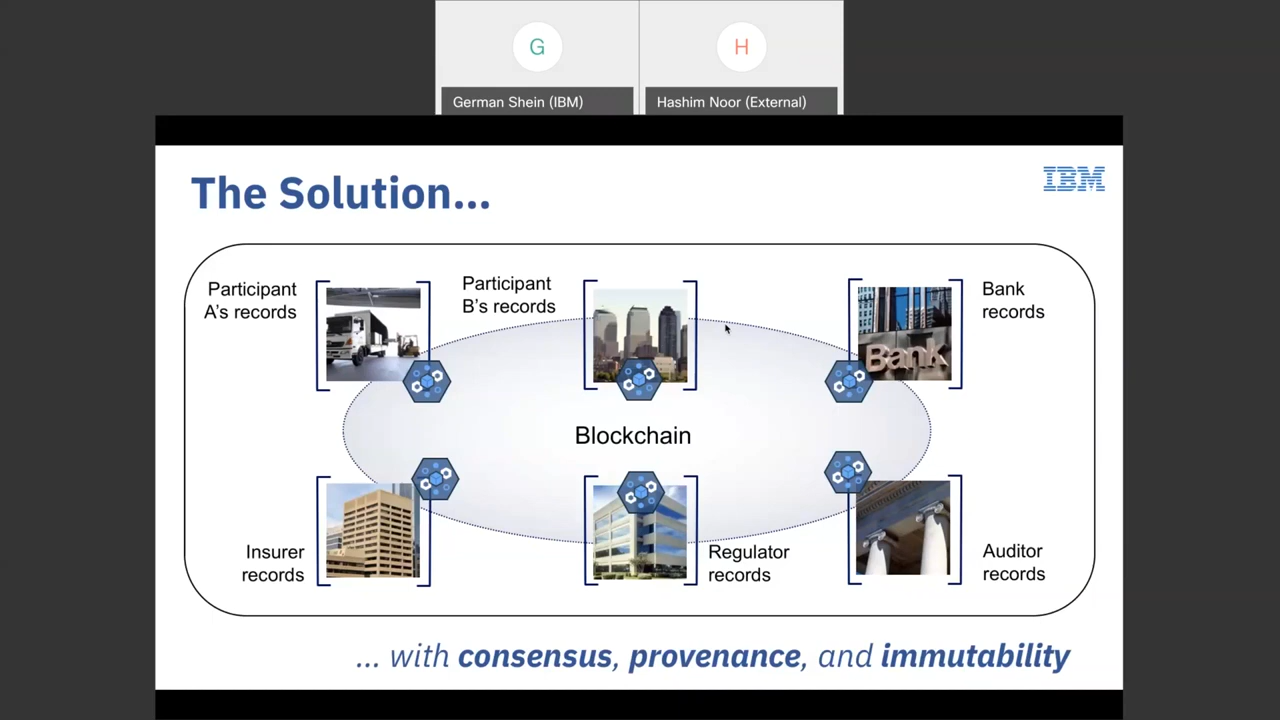 G
H
German Shein (IBM)
Hashim Noor (External)
The Solution...
IBM
Participant
A's records
Participant
B's records
Bank
Bank
records
Blockchain
Insurer
records
Regulator
records
Auditor
records
... with consensus, provenance, and immutability